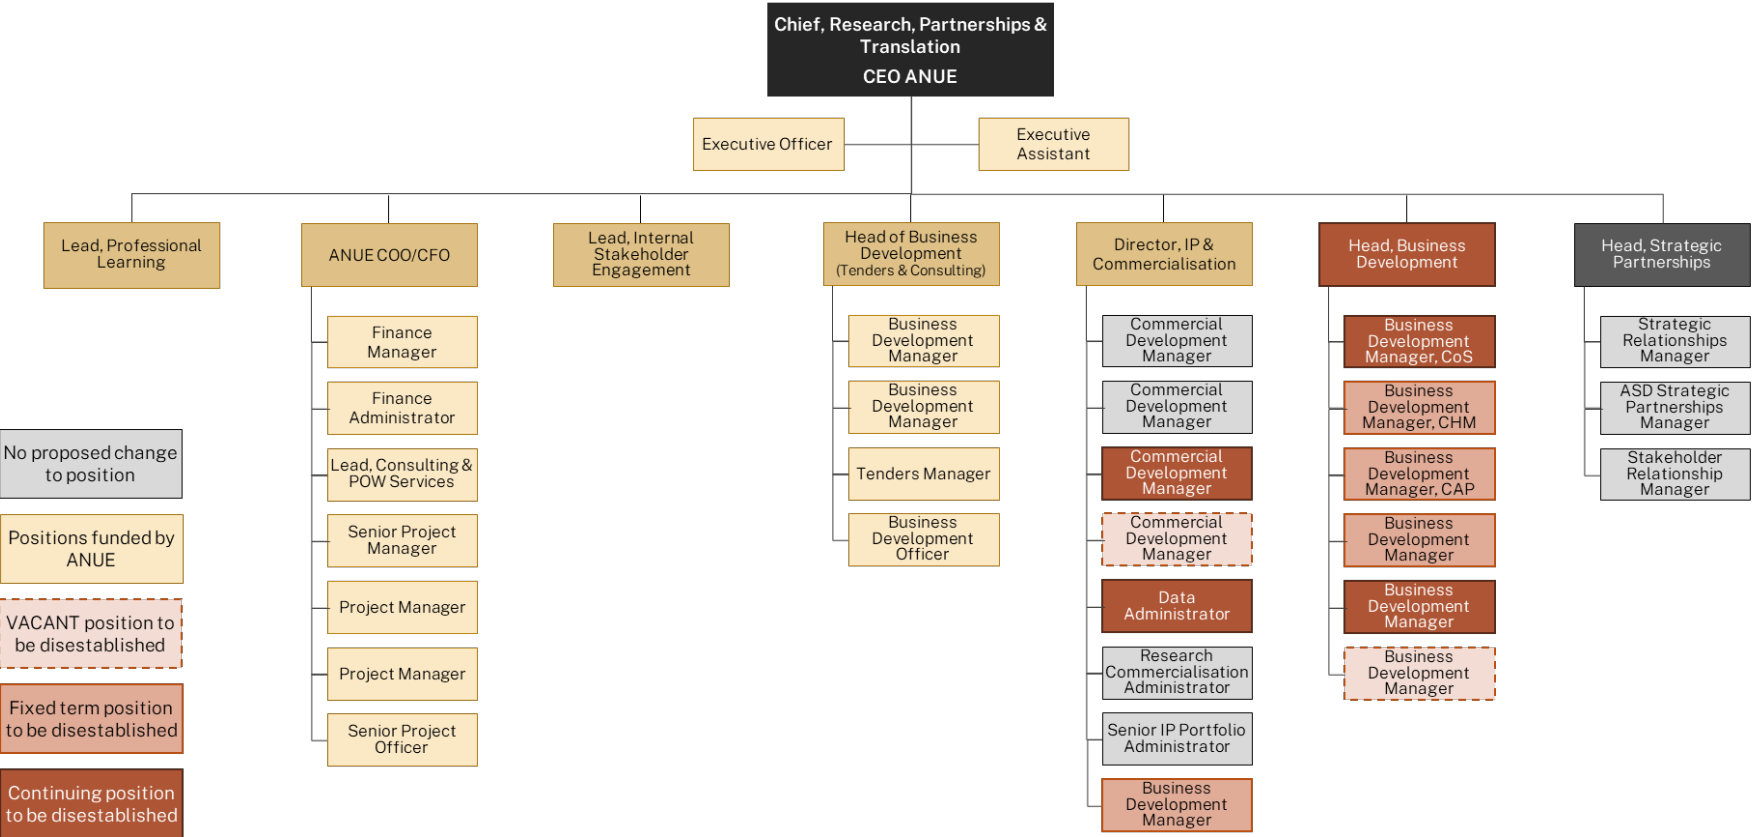 Chief, Research, Partnerships &
Translation
CEO ANUE
Executive Officer
Executive
Assistant
Lead, Professional
Learning
ANUE COO/CFO
Lead, Internal
Stakeholder
Engagement
Head of Business
Development
(Tenders & Consulting)
Director, IP &
Commercialisation
Head, Business
Development
Head, Strategic
Partnerships
Finance
Manager
Finance
Administrator
Lead, Consulting &
POW Services
Senior Project
Manager
Project Manager
Project Manager
Senior Project
Officer
Business
Development
Manager
Business
Development
Manager
Tenders Manager
Business
Development
Officer
Commercial
Development
Manager
Commercial
Development
Manager
Commercial
Development
Manager
Commercial
Development
Manager
Data
Administrator
Research
Commercialisation
Administrator
Senior IP Portfolio
Administrator
Business
Development
Manager
Business
Development
Manager, CoS
Business
Development
Manager, CHM
Business
Development
Manager, CAP
Business
Development
Manager
Business
Development
Manager
Business
Development
Manager
Strategic
Relationships
Manager
ASD Strategic
Partnerships
Manager
Stakeholder
Relationship
Manager
No proposed change
to position
Positions funded by
ANUE
VACANT position to
be disestablished
Fixed term position
to be disestablished
Continuing position
to be disestablished